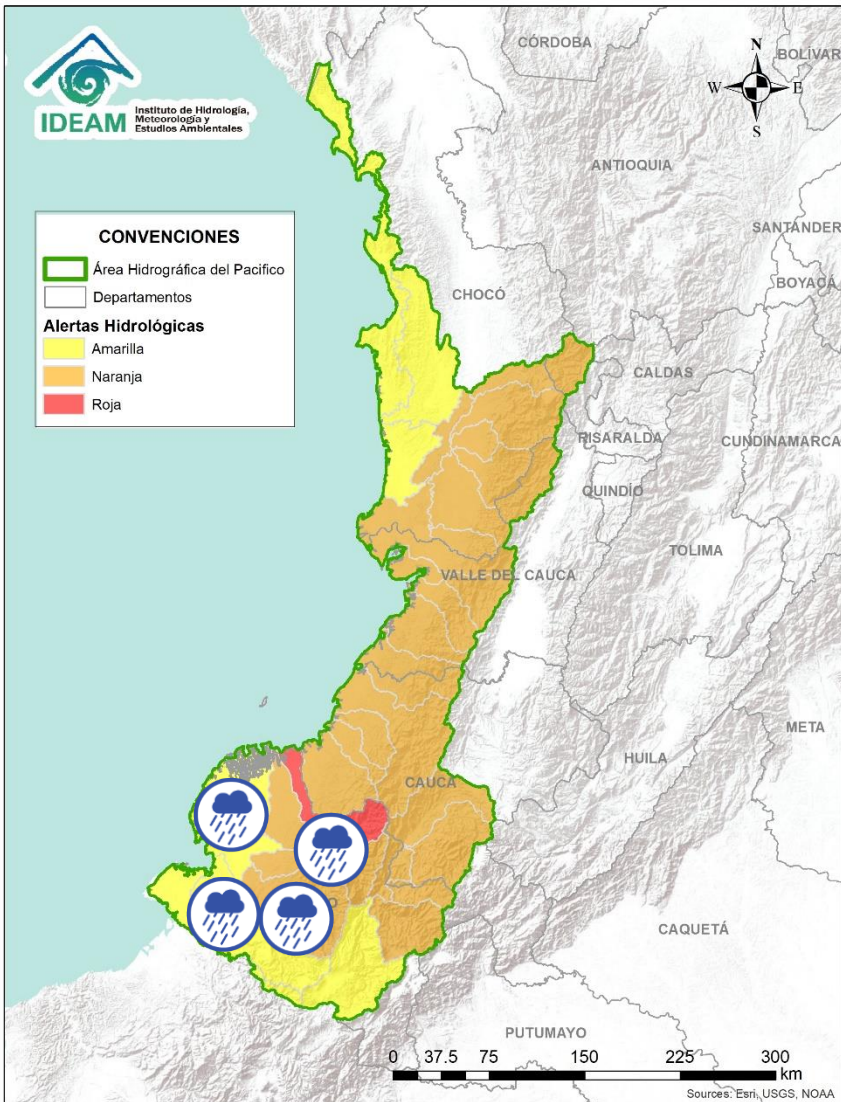 IDEAM
Instituto de Hidrología,
Meteorología y
Estudios Ambientales
CÓRDOBA
BOLÍVAR
N
W
E
S
ANTIOQUIA
SANTANDER
BOYACÁ
CONVENCIONES
Área Hidrográfica del Pacifico
Departamentos
Alertas Hidrológicas
Amarilla
Naranja
Roja
CHOCÓ
CALDAS
RISARALDA
CUNDINAMARCA
QUINDÍO
TOLIMA
VALLE DEL CAUCA
META
HUILA
CAUCA
O
CAQUETÁ
PUTUMAYO
0 37.5 75 150 225 300
km
Sources: Esri, USGS, NOAA